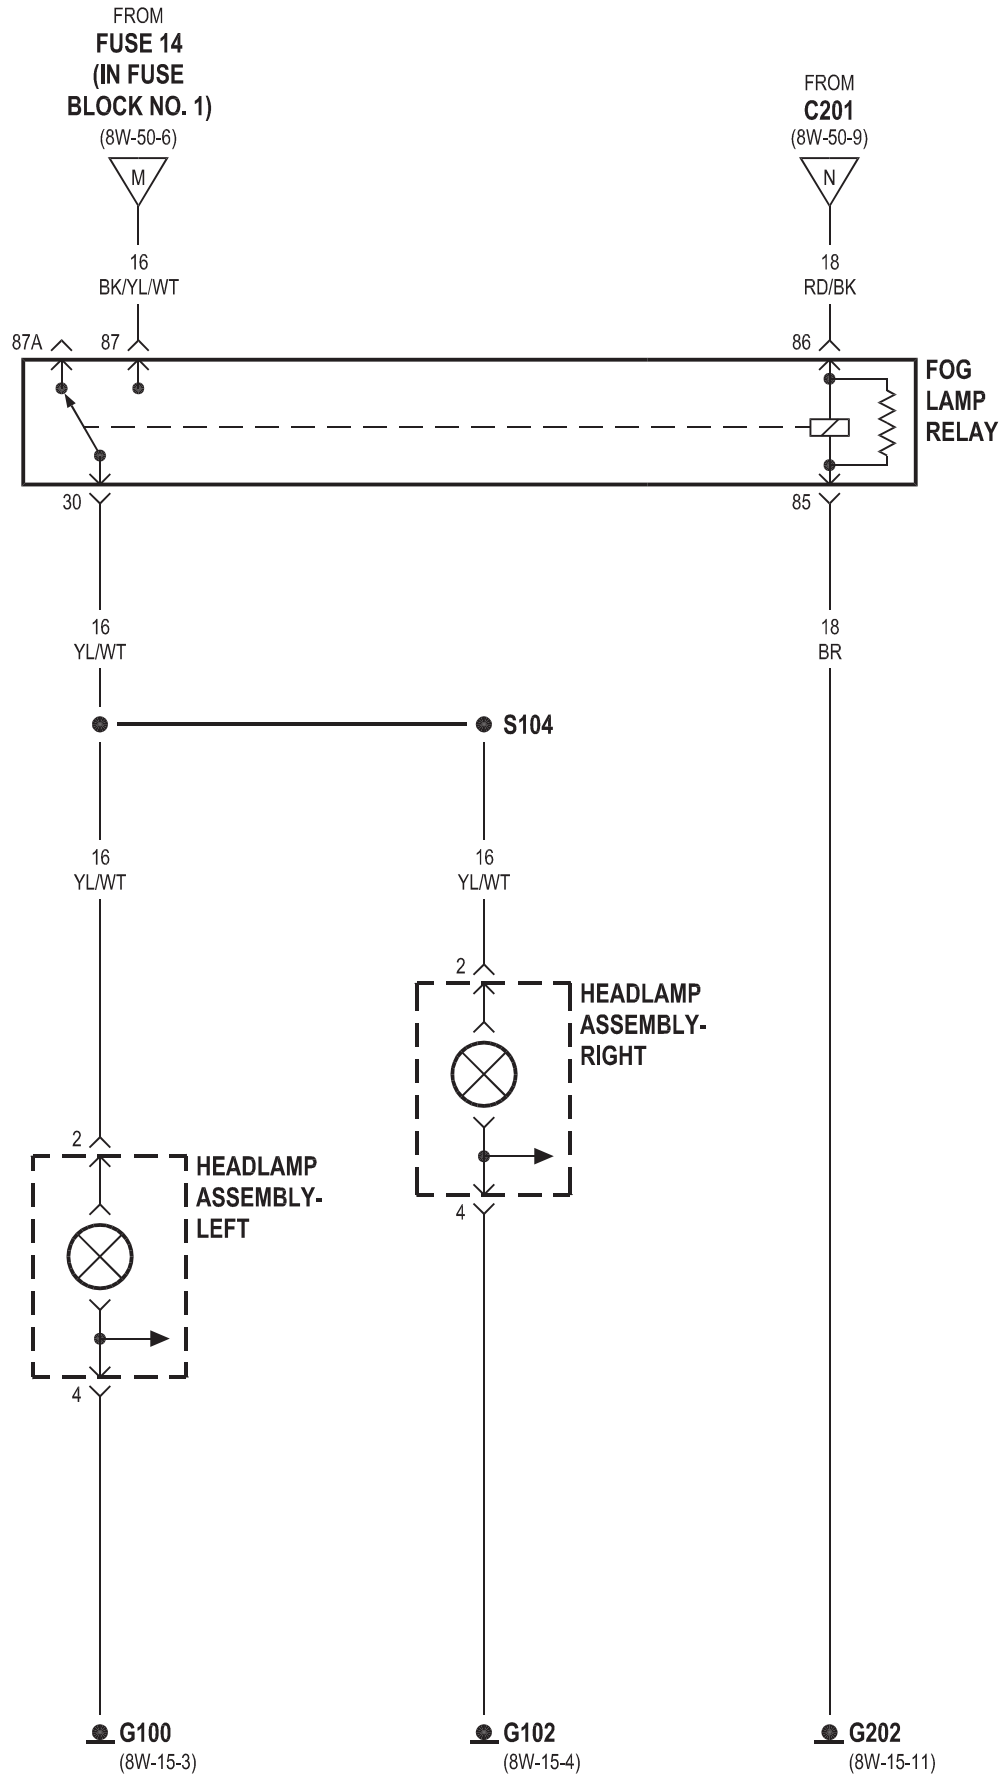 FROM
FUSE 14
(IN FUSE
BLOCK NO. 1)
(8W-50-6)
M
FROM
C201
(8W-50-9)
N
16
BK/YL/WT
18
RD/BK
87A
87
86
FOG
LAMP
RELAY
30
85
16
YL/WT
18
BR
S104
16
YL/WT
16
YL/WT
2
HEADLAMP
ASSEMBLY-
RIGHT
4
2
HEADLAMP
ASSEMBLY-
LEFT
4
G100
(8W-15-3)
G102
(8W-15-4)
G202
(8W-15-11)